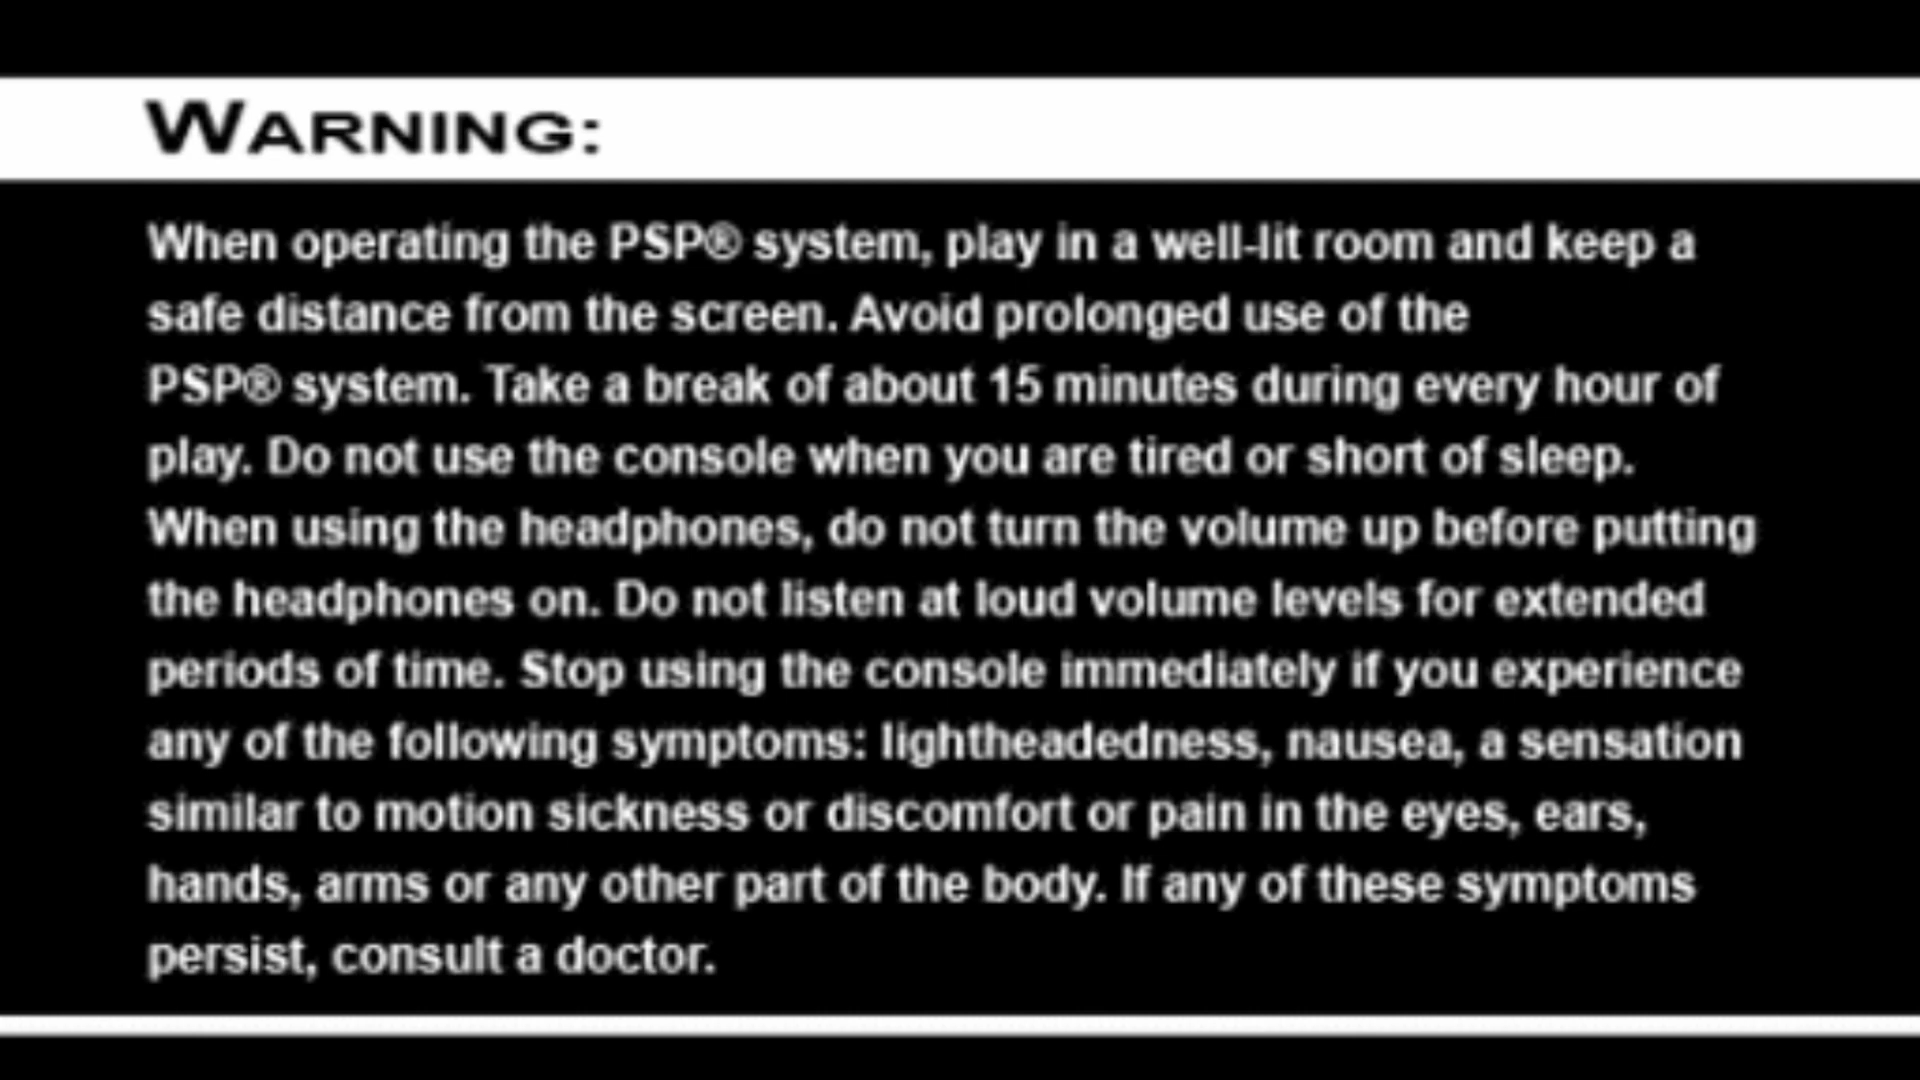 WARNING:
When operating the PSP® system, play in a well-lit room and keep a
safe distance from the screen. Avoid prolonged use of the
PSP® system. Take a break of about 15 minutes during every hour of
play. Do not use the console when you are tired or short of sleep.
When using the headphones, do not turn the volume up before putting
the headphones on. Do not listen at loud volume levels for extended
periods of time. Stop using the console immediately if you experience
any of the following symptoms: lightheadedness, nausea, a sensation
similar to motion sickness or discomfort or pain in the eyes, ears,
hands, arms or any other part of the body. If any of these symptoms
persist, consult a doctor.